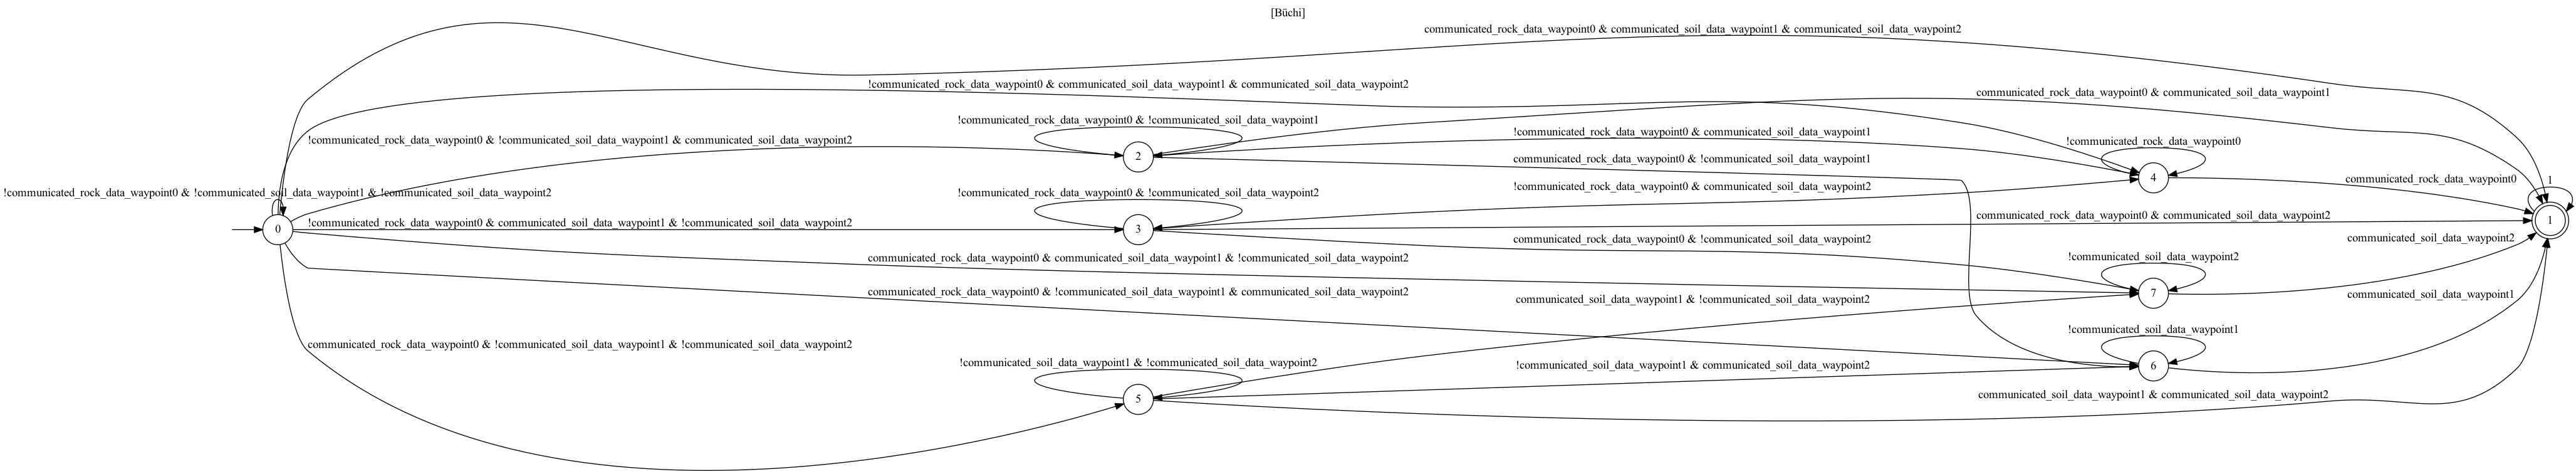 [Büchi]
communicated_rock_data_waypoint0 & communicated_soil_data_waypoint1 & communicated_soil_data_waypoint2
!communicated_rock_data_waypoint0 & communicated_soil_data_waypoint1 & communicated_soil_data_waypoint2
communicated_rock_data_waypoint0 & communicated_soil_data_waypoint1
!communicated_rock_data_waypoint0 & !communicated_soil_data_waypoint1
!communicated_rock_data_waypoint0 & communicated_soil_data_waypoint1
!communicated_rock_data_waypoint0 & !communicated_soil_data_waypoint1 & communicated_soil_data_waypoint2
!communicated_rock_data_waypoint0
2
communicated_rock_data_waypoint0 & !communicated_soil_data_waypoint1
4
communicated_rock_data_waypoint0
1
!communicated_rock_data_waypoint0 & !communicated_soil_data_waypoint1 & !communicated_soil_data_waypoint2
!communicated_rock_data_waypoint0 & !communicated_soil_data_waypoint2
!communicated_rock_data_waypoint0 & communicated_soil_data_waypoint2
communicated_rock_data_waypoint0 & communicated_soil_data_waypoint2
1
!communicated_rock_data_waypoint0 & communicated_soil_data_waypoint1 & !communicated_soil_data_waypoint2
0
3
communicated_rock_data_waypoint0 & !communicated_soil_data_waypoint2
communicated_soil_data_waypoint2
communicated_rock_data_waypoint0 & communicated_soil_data_waypoint1 & !communicated_soil_data_waypoint2
!communicated_soil_data_waypoint2
communicated_rock_data_waypoint0 & !communicated_soil_data_waypoint1 & communicated_soil_data_waypoint2
7
communicated_soil_data_waypoint1 & !communicated_soil_data_waypoint2
communicated_soil_data_waypoint1
!communicated_soil_data_waypoint1
communicated_rock_data_waypoint0 & !communicated_soil_data_waypoint1 & !communicated_soil_data_waypoint2
!communicated_soil_data_waypoint1 & !communicated_soil_data_waypoint2
!communicated_soil_data_waypoint1 & communicated_soil_data_waypoint2
6
communicated_soil_data_waypoint1 & communicated_soil_data_waypoint2
5